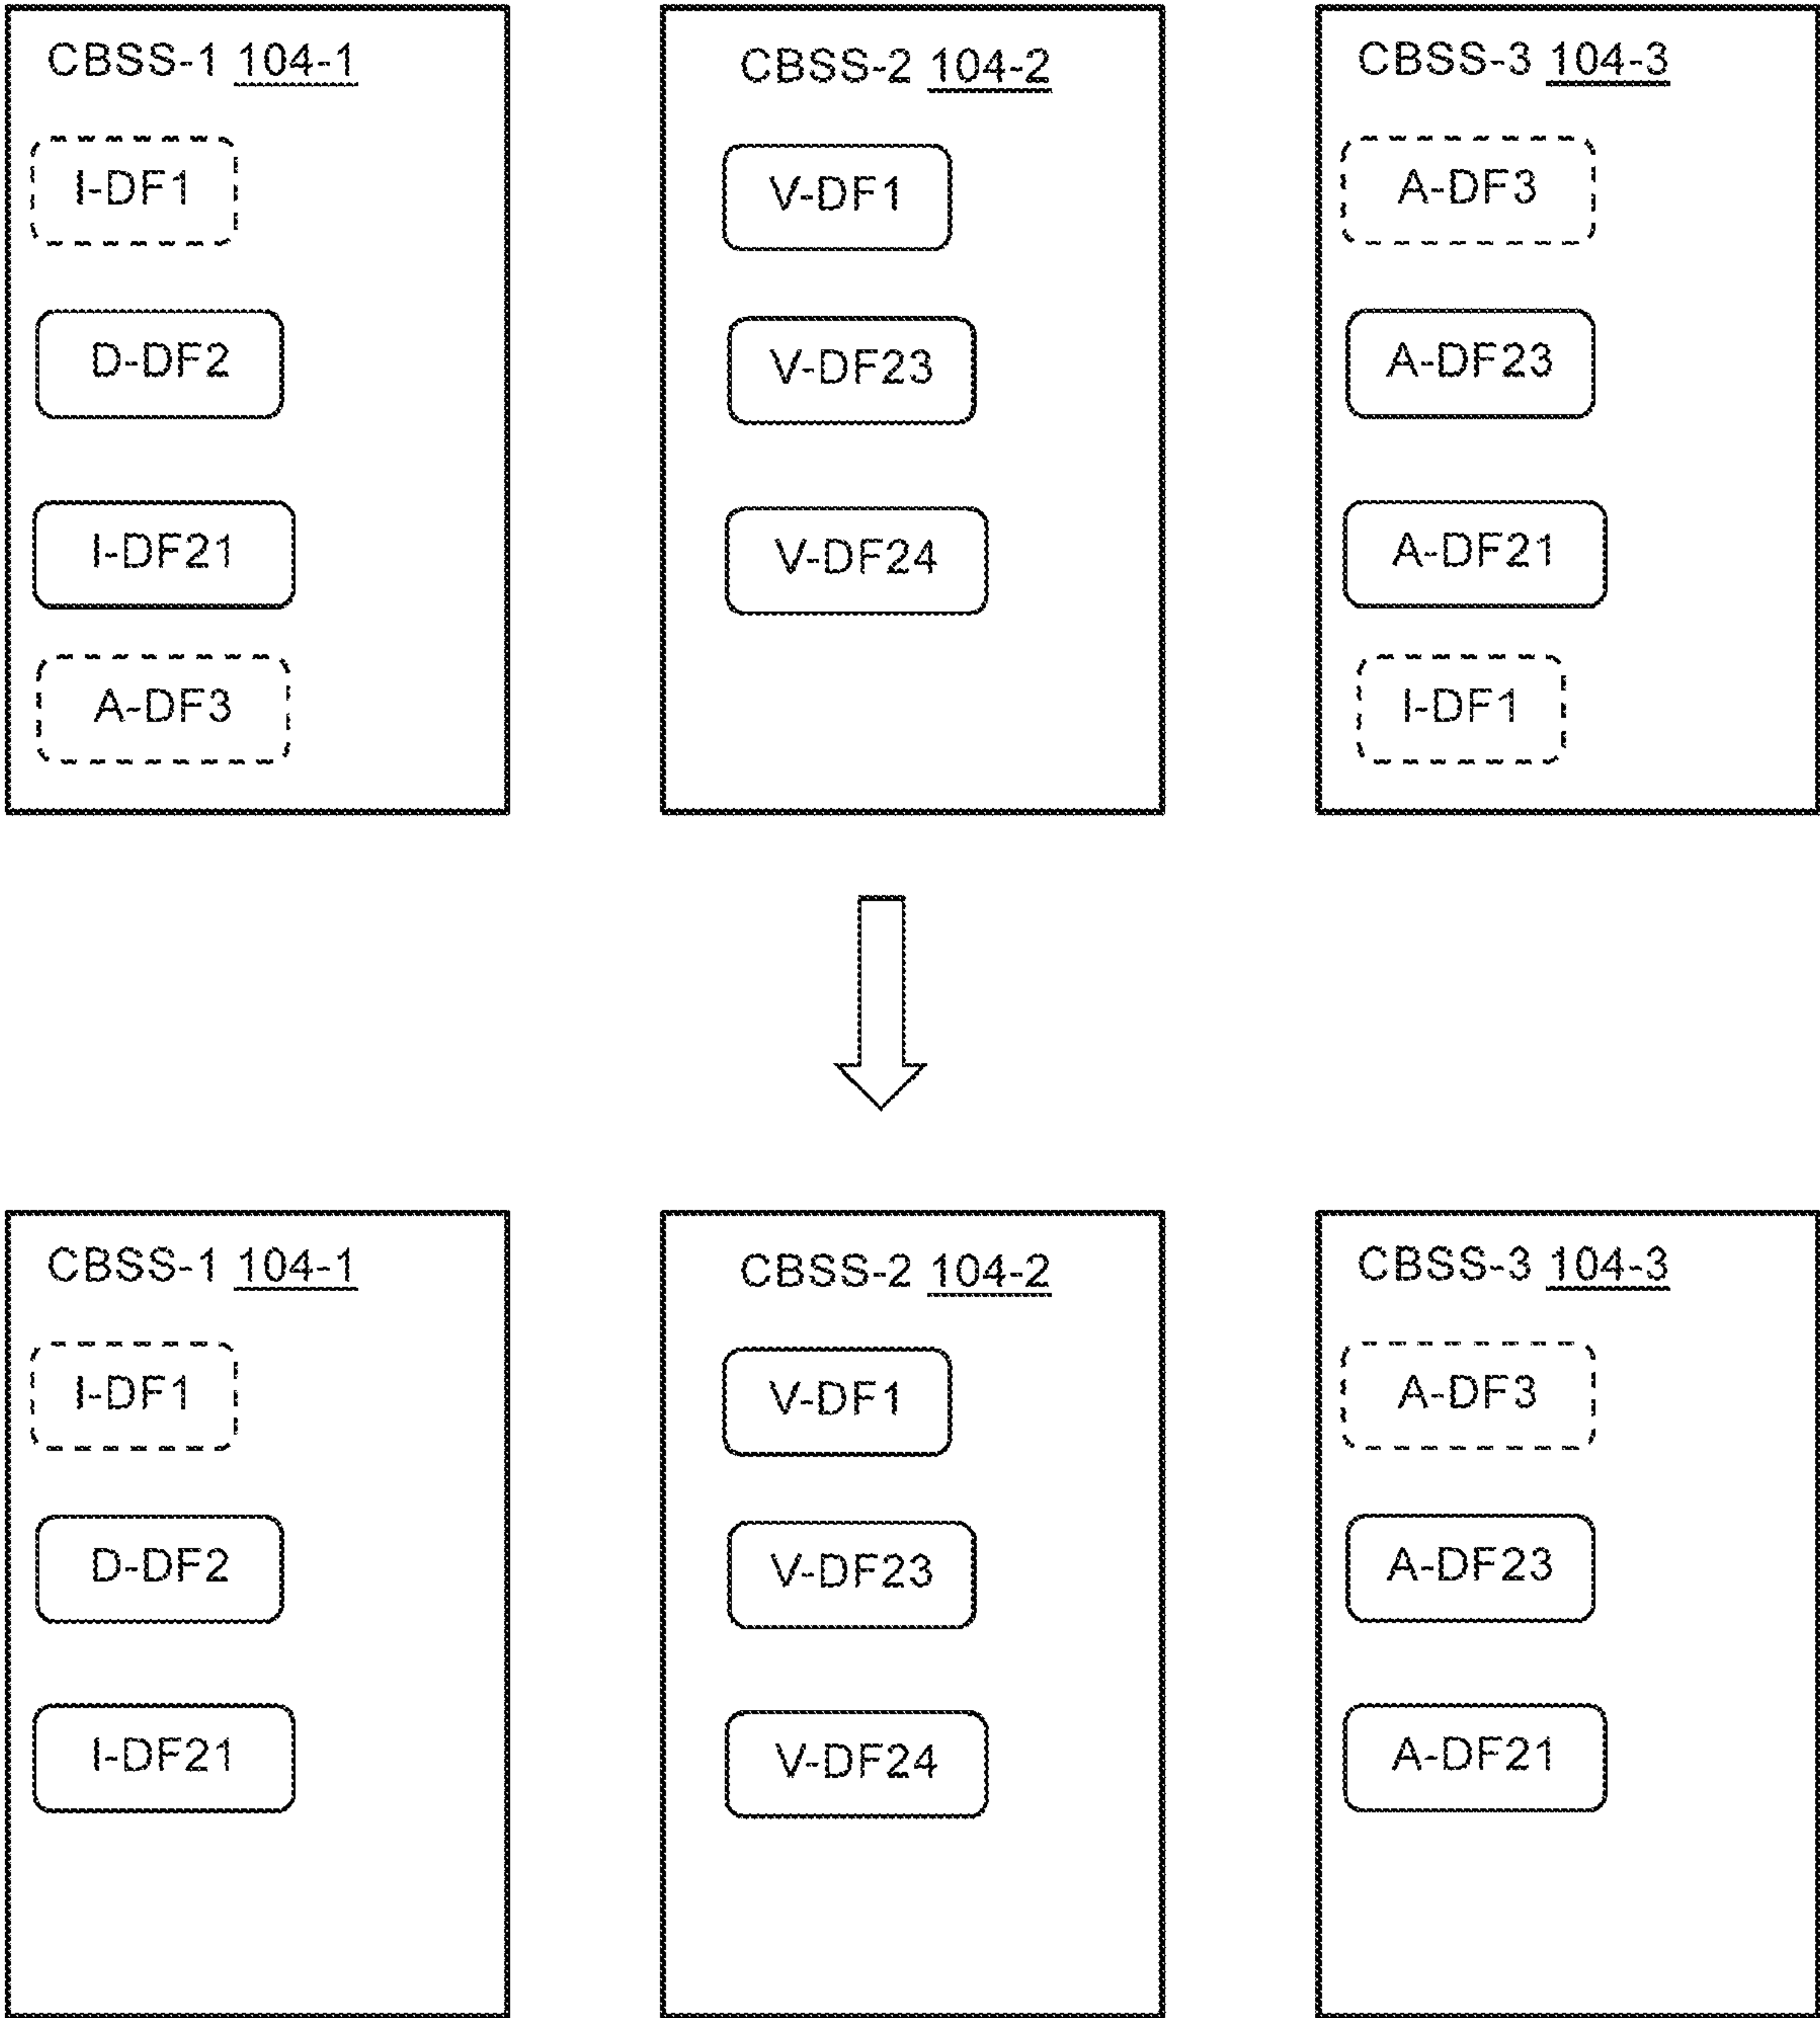 CBSS-1 104-1
I-DF1
D-DF2
I-DF21
A-DF3
CBSS-2 104-2
V-DF1
V-DF23
V-DF24
CBSS-3 104-3
A-DF3
A-DF23
A-DF21
I-DF1
CBSS-1 104-1
I-DF1
D-DF2
I-DF21
CBSS-2 104-2
V-DF1
V-DF23
V-DF24
CBSS-3 104-3
A-DF3
A-DF23
A-DF21